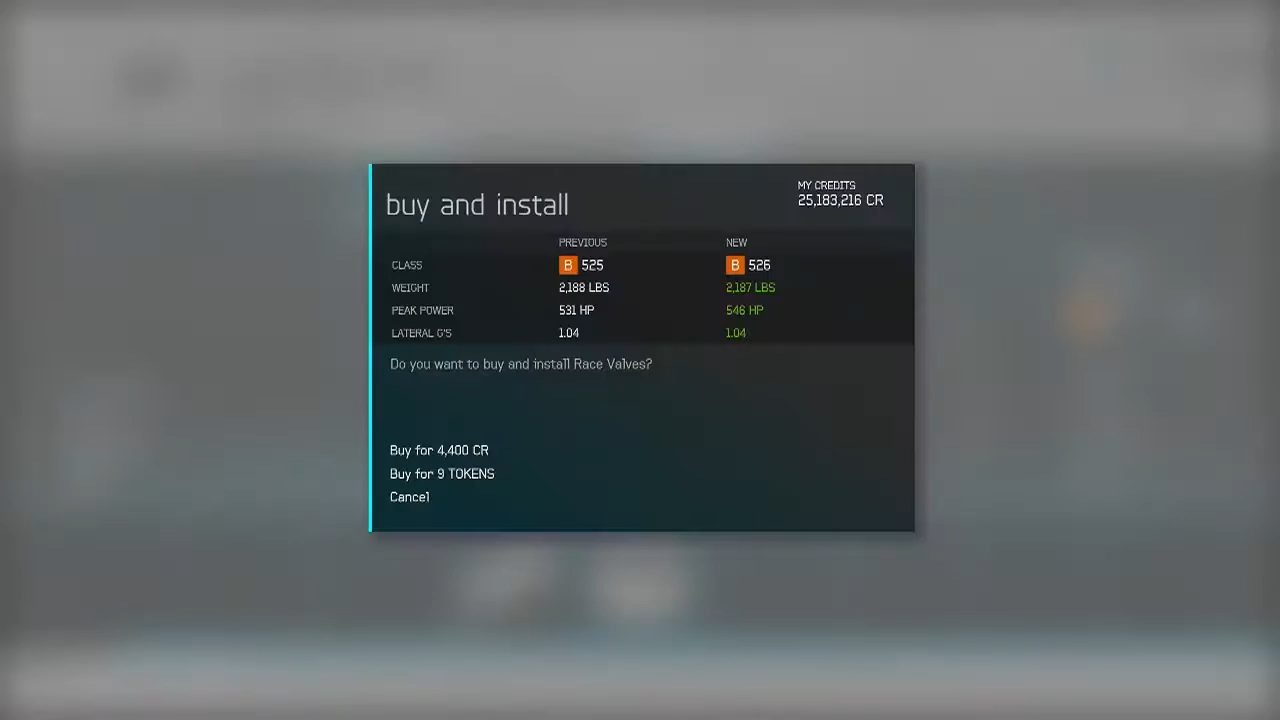 buy and install
MY CREDITS
25,183,216 CR
PREVIOUS NEW
CLASS B 525 B 526
WEIGHT 2,188 LBS 2,187 LBS
PEAK POWER 531 HP 546 HP
LATERAL G'S 1.04 1.04
Do you want to buy and install Race Valves?
Buy for 4,400 CR
Buy for 9 TOKENS
Cancel